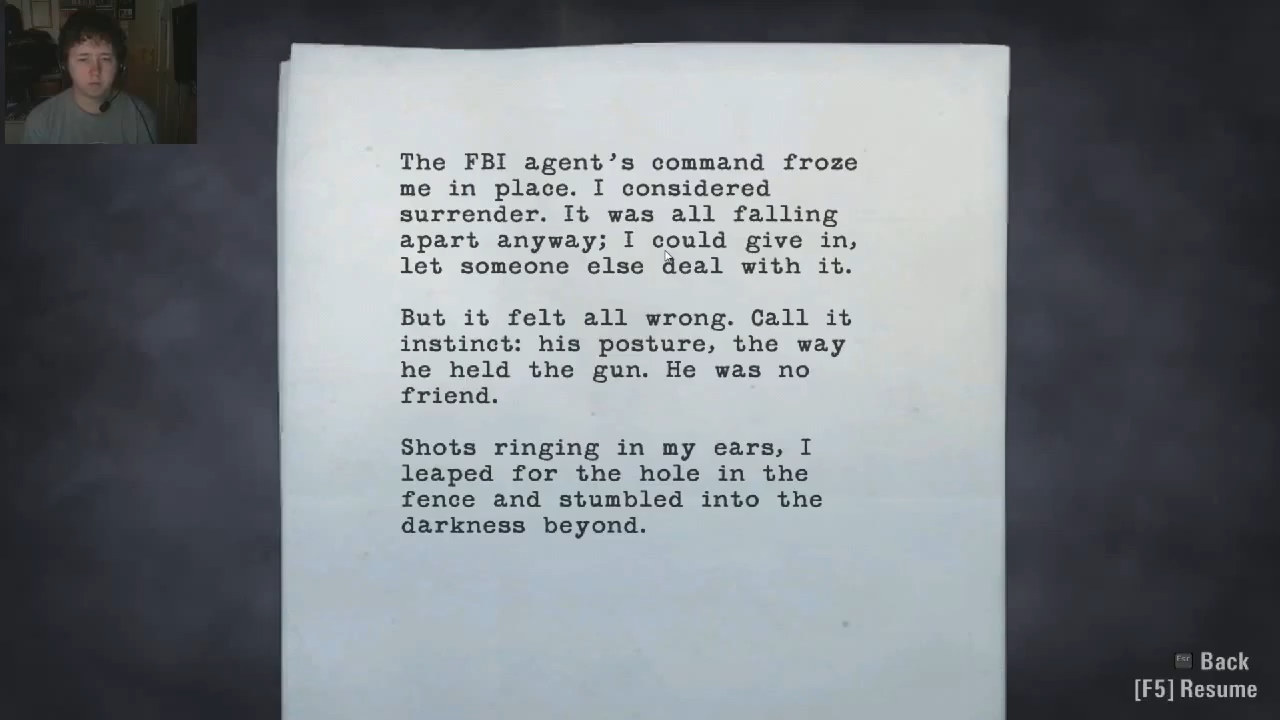 The FBI agent's command froze
me in place. I considered
surrender. It was all falling
apart anyway; I could give in,
let someone else deal with it.
But it felt all wrong. Call it
instinct: his posture, the way
he held the gun. He was no
friend.
Shots ringing in my ears, I
leaped for the hole in the
fence and stumbled into the
darkness beyond.
Esc Back
[F5] Resume